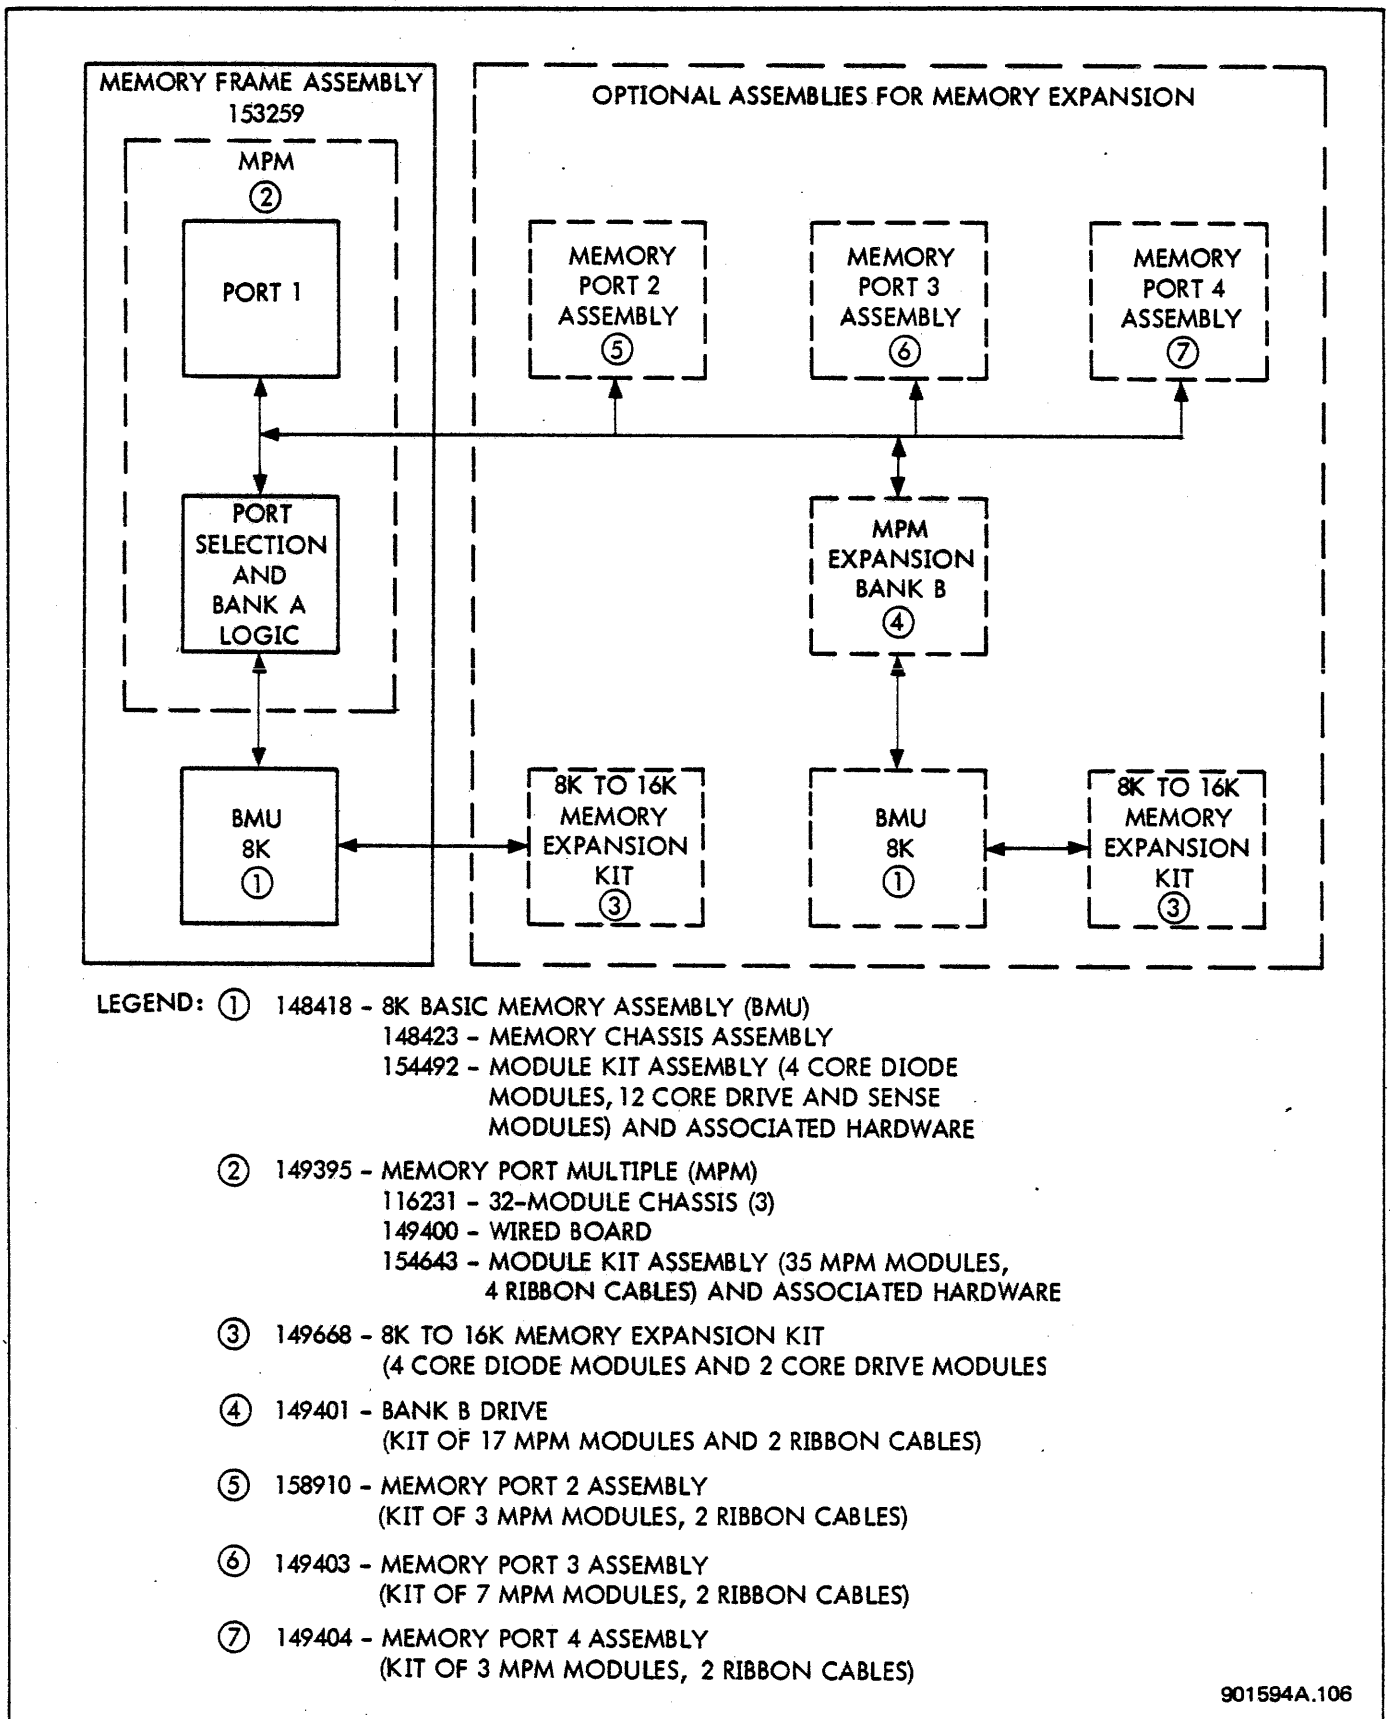 MEMORY FRAME ASSEMBLY
153259
OPTIONAL ASSEMBLIES FOR MEMORY EXPANSION
MPM
②
PORT 1
MEMORY
PORT 2
ASSEMBLY
⑤
MEMORY
PORT 3
ASSEMBLY
⑥
MEMORY
PORT 4
ASSEMBLY
⑦
PORT
SELECTION
AND
BANK A
LOGIC
MPM
EXPANSION
BANK B
④
BMU
8K
①
8K TO 16K
MEMORY
EXPANSION
KIT
③
BMU
8K
①
8K TO 16K
MEMORY
EXPANSION
KIT
③
LEGEND: ① 148418 - 8K BASIC MEMORY ASSEMBLY (BMU)
148423 - MEMORY CHASSIS ASSEMBLY
154492 - MODULE KIT ASSEMBLY (4 CORE DIODE
MODULES, 12 CORE DRIVE AND SENSE
MODULES) AND ASSOCIATED HARDWARE
② 149395 - MEMORY PORT MULTIPLE (MPM)
116231 - 32-MODULE CHASSIS (3)
149400 - WIRED BOARD
154643 - MODULE KIT ASSEMBLY (35 MPM MODULES,
4 RIBBON CABLES) AND ASSOCIATED HARDWARE
③ 149668 - 8K TO 16K MEMORY EXPANSION KIT
(4 CORE DIODE MODULES AND 2 CORE DRIVE MODULES
④ 149401 - BANK B DRIVE
(KIT OF 17 MPM MODULES AND 2 RIBBON CABLES)
⑤ 158910 - MEMORY PORT 2 ASSEMBLY
(KIT OF 3 MPM MODULES, 2 RIBBON CABLES)
⑥ 149403 - MEMORY PORT 3 ASSEMBLY
(KIT OF 7 MPM MODULES, 2 RIBBON CABLES)
⑦ 149404 - MEMORY PORT 4 ASSEMBLY
(KIT OF 3 MPM MODULES, 2 RIBBON CABLES)
901594A.106